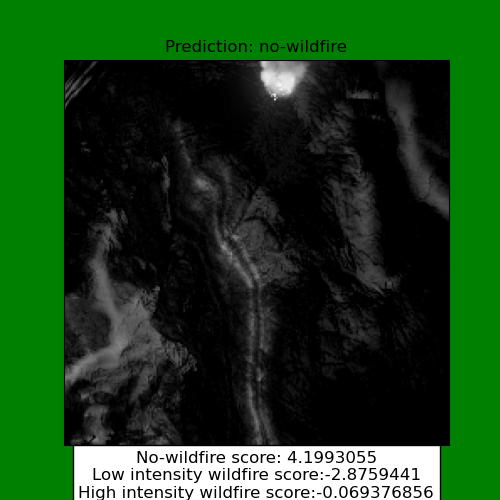 Prediction: no-wildfire
No-wildfire score: 4.1993055
Low intensity wildfire score:-2.8759441
High intensity wildfire score:-0.069376856